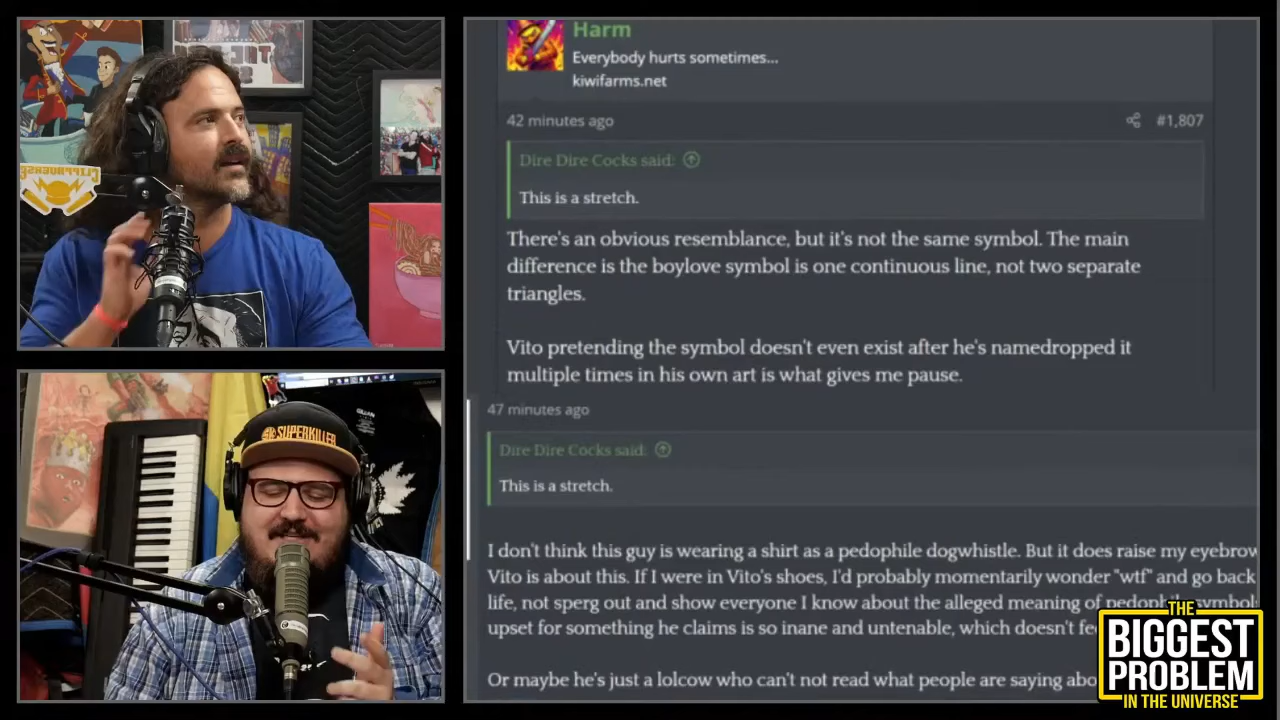 Harm
Everybody hurts sometimes...
kiwifarms.net
42 minutes ago
#1,807
Dire Dire Cocks said:
This is a stretch.
There's an obvious resemblance, but it's not the same symbol. The main
difference is the boylove symbol is one continuous line, not two separate
triangles.
Vito pretending the symbol doesn't even exist after he's namedropped it
multiple times in his own art is what gives me pause.
47 minutes ago
Dire Dire Cocks said:
This is a stretch.
I don't think this guy is wearing a shirt as a pedophile dogwhistle. But it does raise my eyebrow
Vito is about this. If I were in Vito's shoes, I'd probably momentarily wonder "wtf" and go back
life, not sperg out and show everyone I know about the alleged meaning of symbol
upset for something he claims is so inane and untenable, which doesn't
Or maybe he's just a lolcow who can't not read what people are saying
SUPERKILLER
THE
BIGGEST
PROBLEM
IN THE UNIVERSE